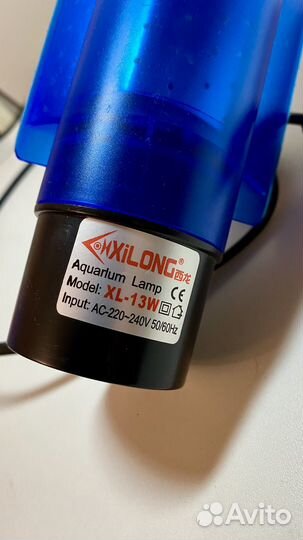 XiLONG® 西龙
Aquarium Lamp CE
Model: XL-13W
Input: AC-220~240V 50/60Hz
Avito